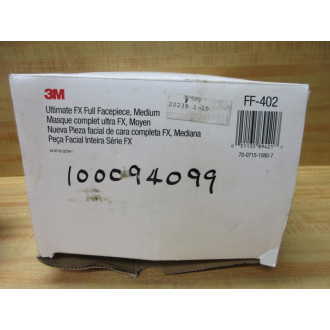 3M
Ultimate FX Full Facepiece, Medium
Masque complet ultra FX, Moyen
Nueva Pieza facial de cara completa FX, Mediana
Peça Facial Inteira Série FX
FF-402
70-0715-1680-7
100094099